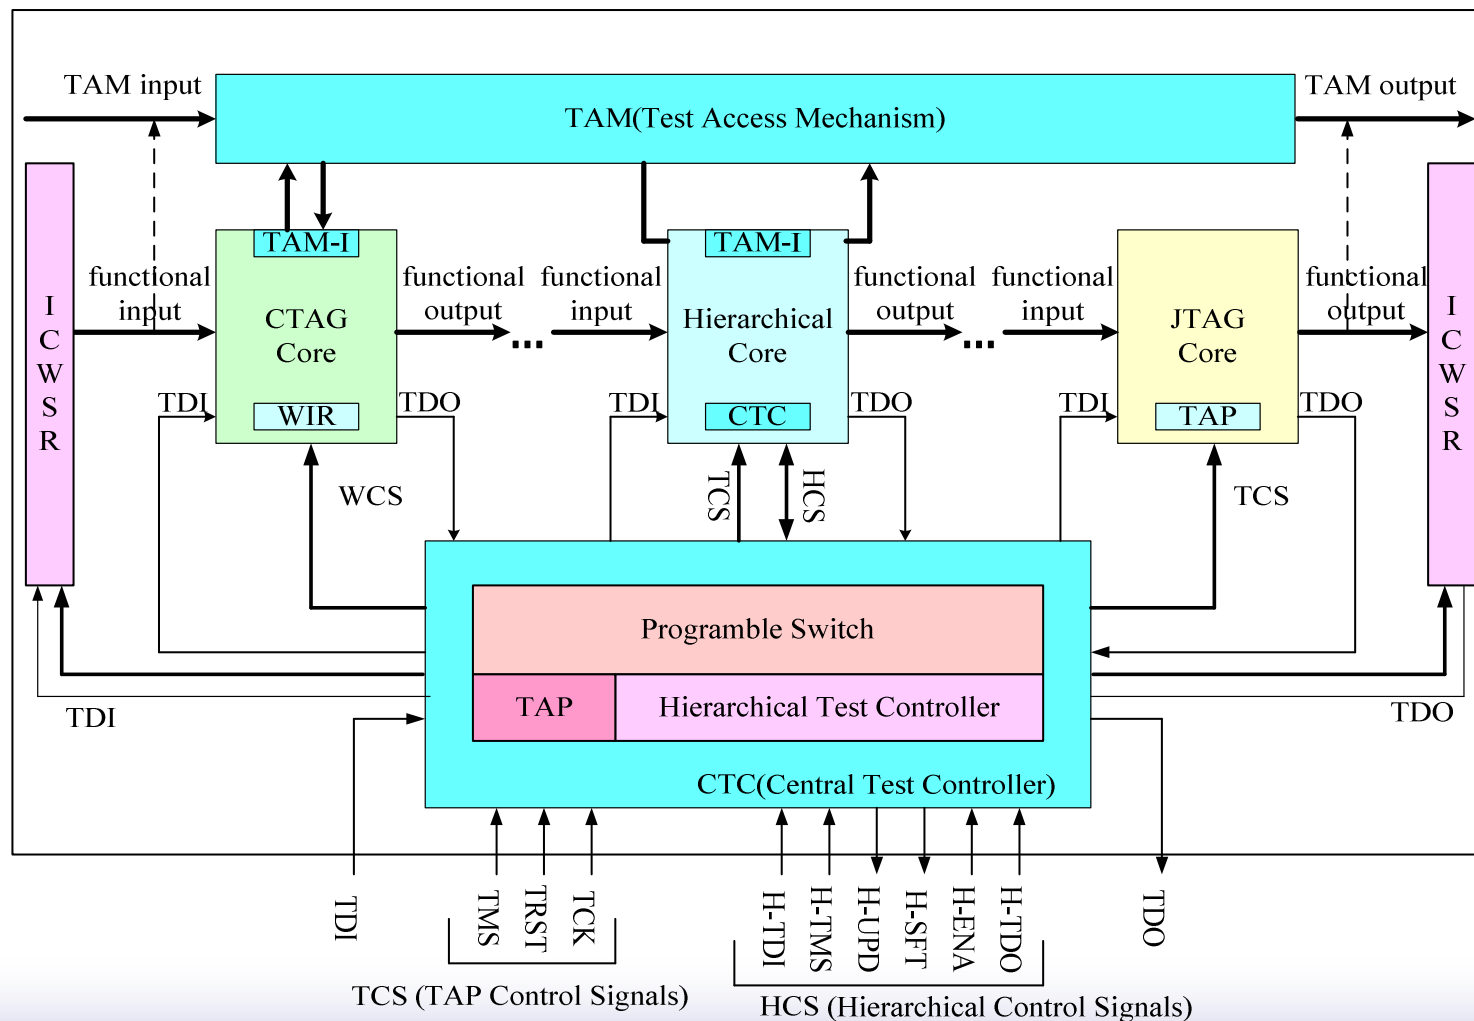 TAM input
TAM(Test Access Mechanism)
TAM output
TAM-I
TAM-I
functional
input
functional
output
functional
input
functional
output
functional
input
functional
output
I
C
W
S
R
CTAG
Core
...
Hierarchical
Core
...
JTAG
Core
I
C
W
S
R
TDI
WIR
TDO
TDI
CTC
TDO
TDI
TAP
TDO
WCS
TCS
HCS
TCS
Programble Switch
TAP
Hierarchical Test Controller
TDI
TDO
CTC(Central Test Controller)
TDI
TMS
TRST
TCK
H-TDI
H-TMS
H-UPD
H-SFT
H-ENA
H-TDO
TDO
TCS (TAP Control Signals)
HCS (Hierarchical Control Signals)